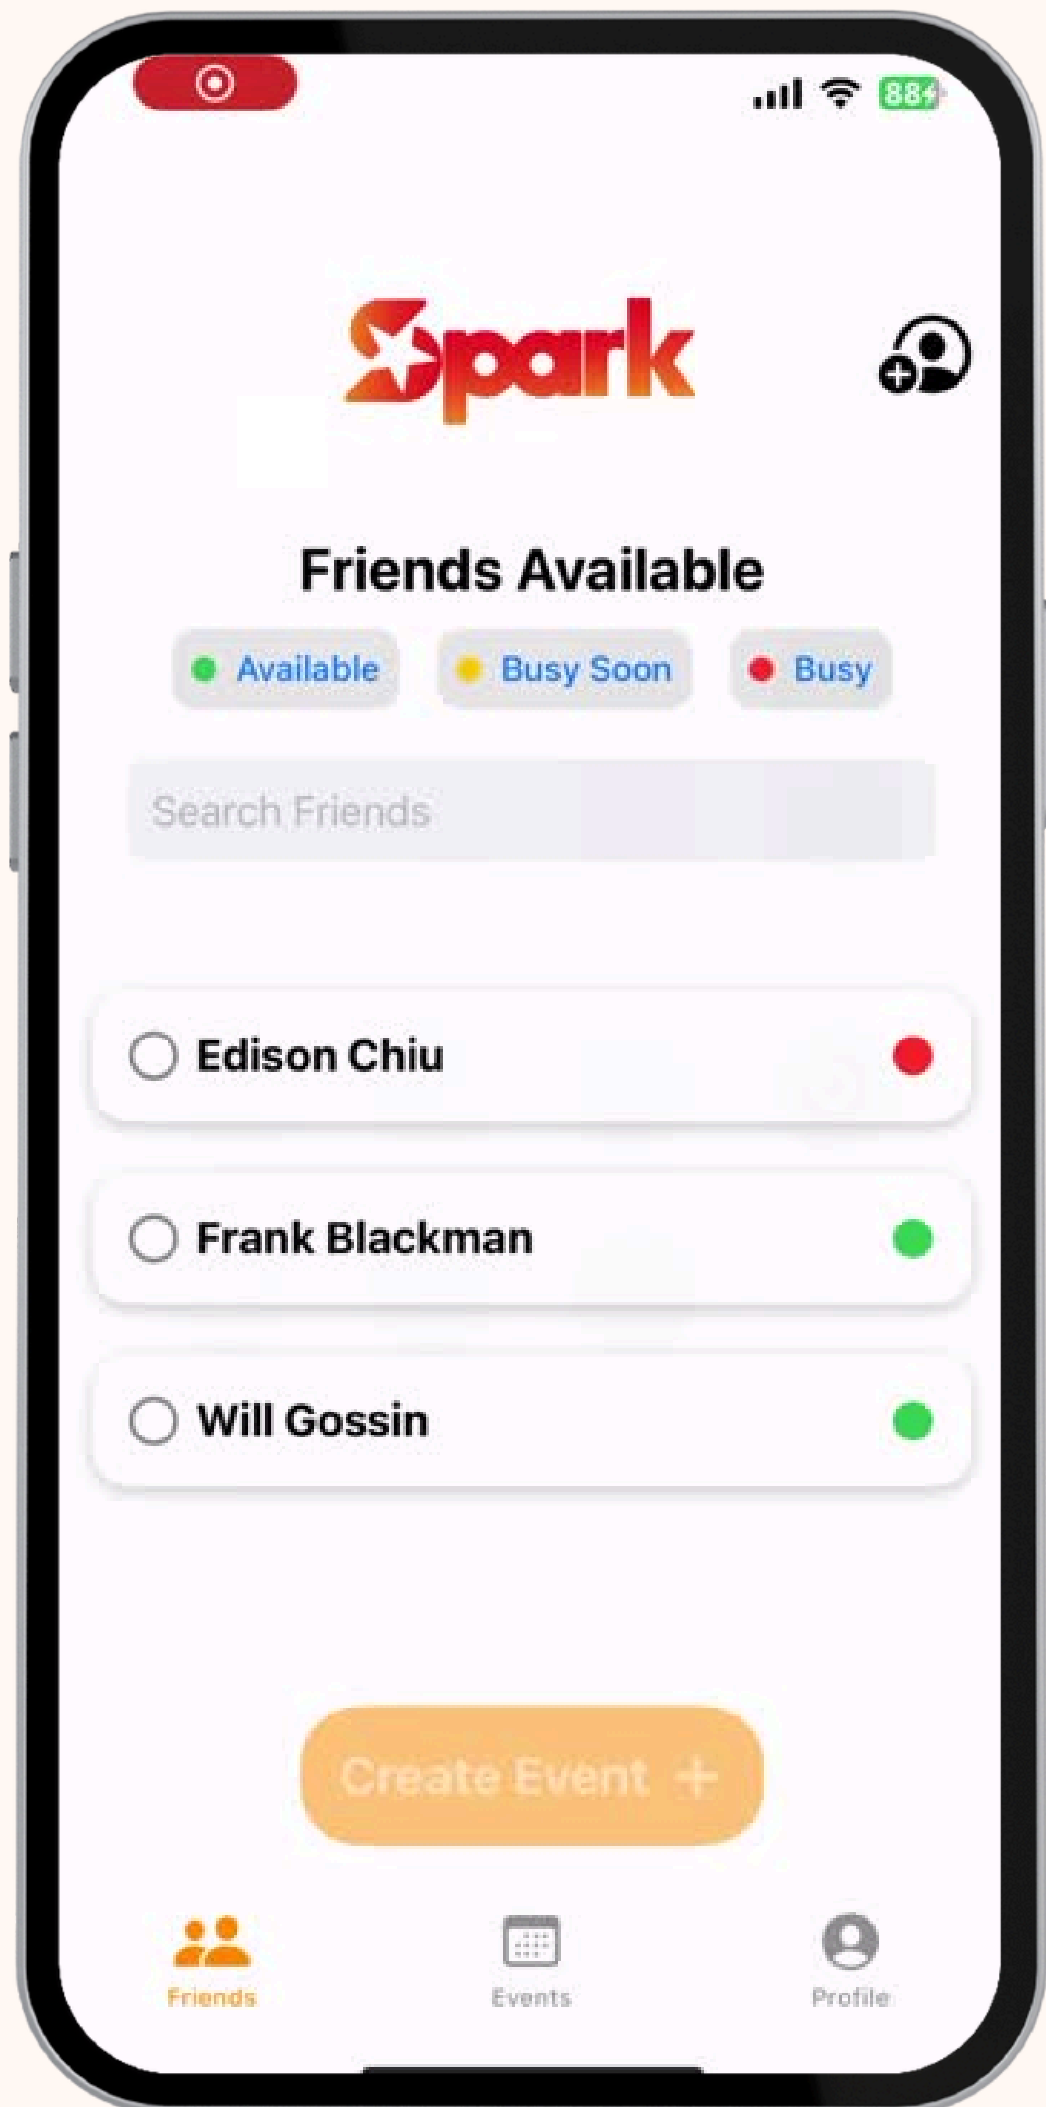 88
Spark
Friends Available
Available Busy Soon Busy
Search Friends
Edison Chiu
Frank Blackman
Will Gossin
Create Event +
Friends Events Profile